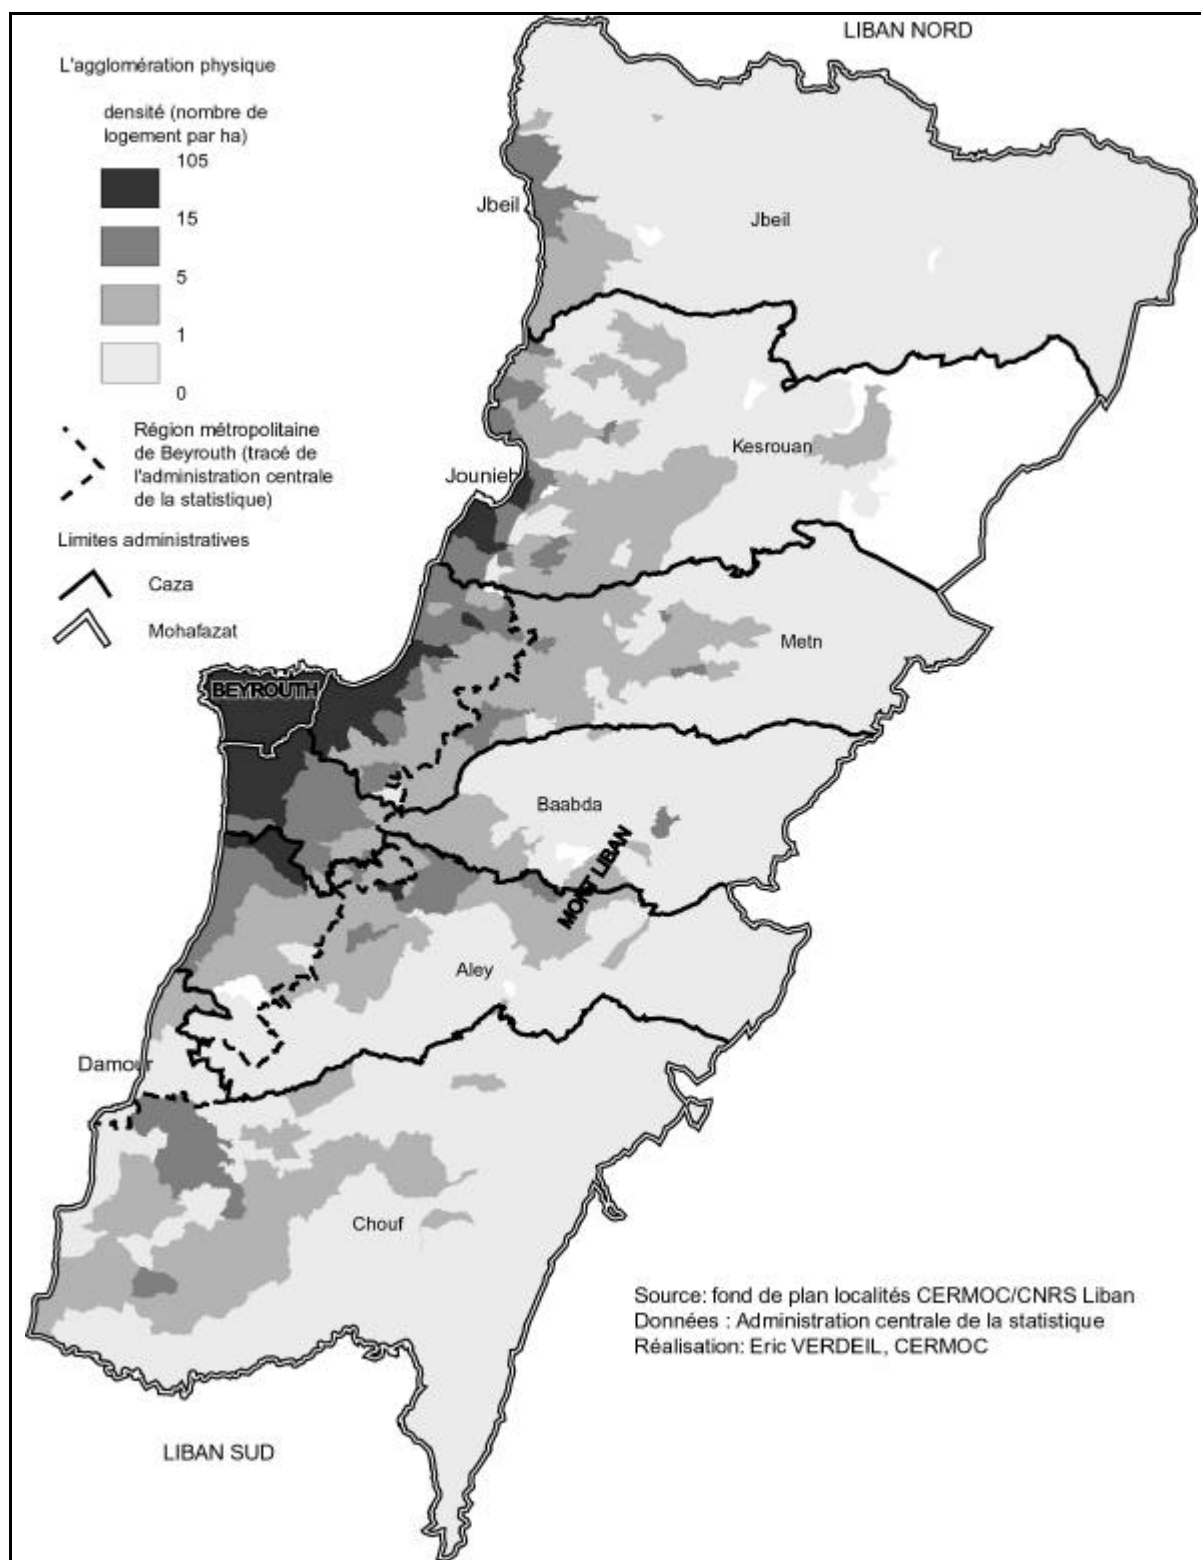 LIBAN NORD
L'agglomération physique
densité (nombre de
logement par ha)
105
15
5
1
0
Région métropolitaine
de Beyrouth (tracé de
l'administration centrale
de la statistique)
Limites administratives
Caza
Mohafazat
Jbeil
Jbeil
Kesrouan
Jounieh
Metn
BEYROUTH
Baabda
MONT LIBAN
Aley
Damour
Chouf
Source: fond de plan localités CERMOC/CNRS Liban
Données : Administration centrale de la statistique
Réalisation: Eric VERDEIL, CERMOC
LIBAN SUD